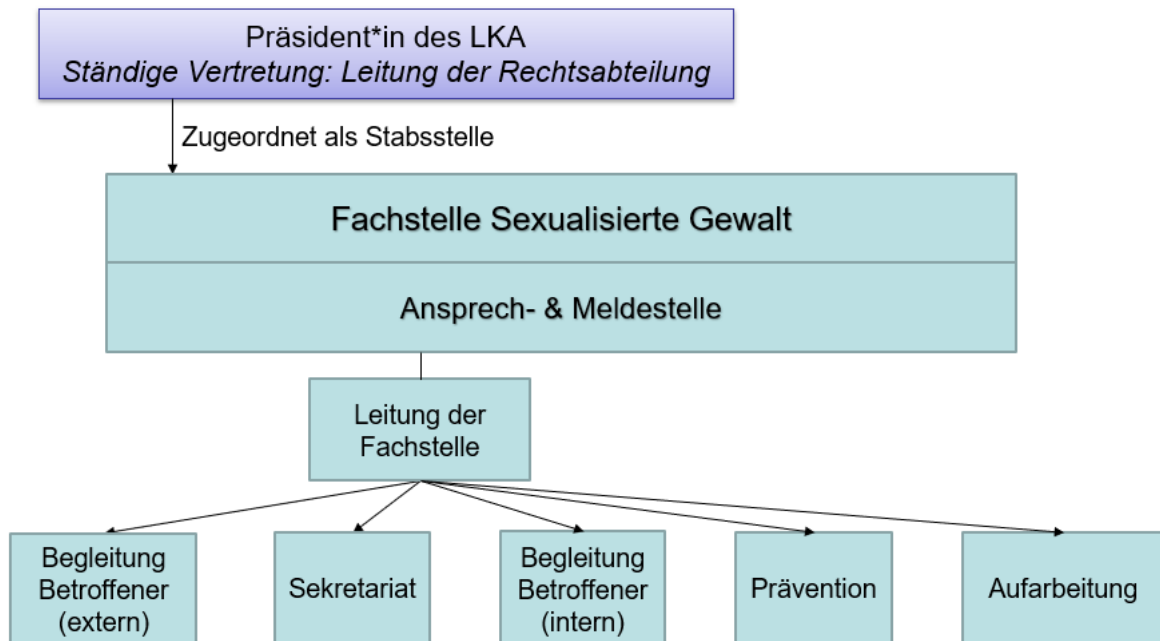 Präsident*in des LKA
Ständige Vertretung: Leitung der Rechtsabteilung
Zugeordnet als Stabsstelle
Fachstelle Sexualisierte Gewalt
Ansprech- & Meldestelle
Leitung der
Fachstelle
Begleitung
Betroffener
(extern)
Sekretariat
Begleitung
Betroffener
(intern)
Prävention
Aufarbeitung